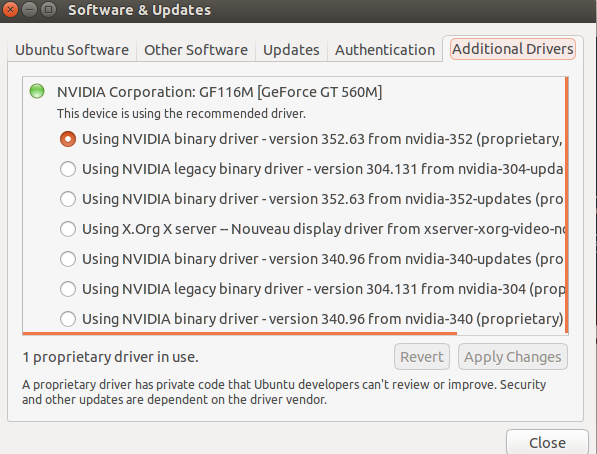 Software & Updates
Ubuntu Software Other Software Updates Authentication Additional Drivers
NVIDIA Corporation: GF116M [GeForce GT 560M]
This device is using the recommended driver.
Using NVIDIA binary driver - version 352.63 from nvidia-352 (proprietary,
Using NVIDIA legacy binary driver - version 304.131 from nvidia-304-upda
Using NVIDIA binary driver - version 352.63 from nvidia-352-updates (pro
Using X.Org X server -- Nouveau display driver from xserver-xorg-video-no
Using NVIDIA binary driver - version 340.96 from nvidia-340-updates (pro
Using NVIDIA legacy binary driver - version 304.131 from nvidia-304 (prop
Using NVIDIA binary driver - version 340.96 from nvidia-340 (proprietary)
1 proprietary driver in use.
Revert Apply Changes
A proprietary driver has private code that Ubuntu developers can't review or improve. Security
and other updates are dependent on the driver vendor.
Close